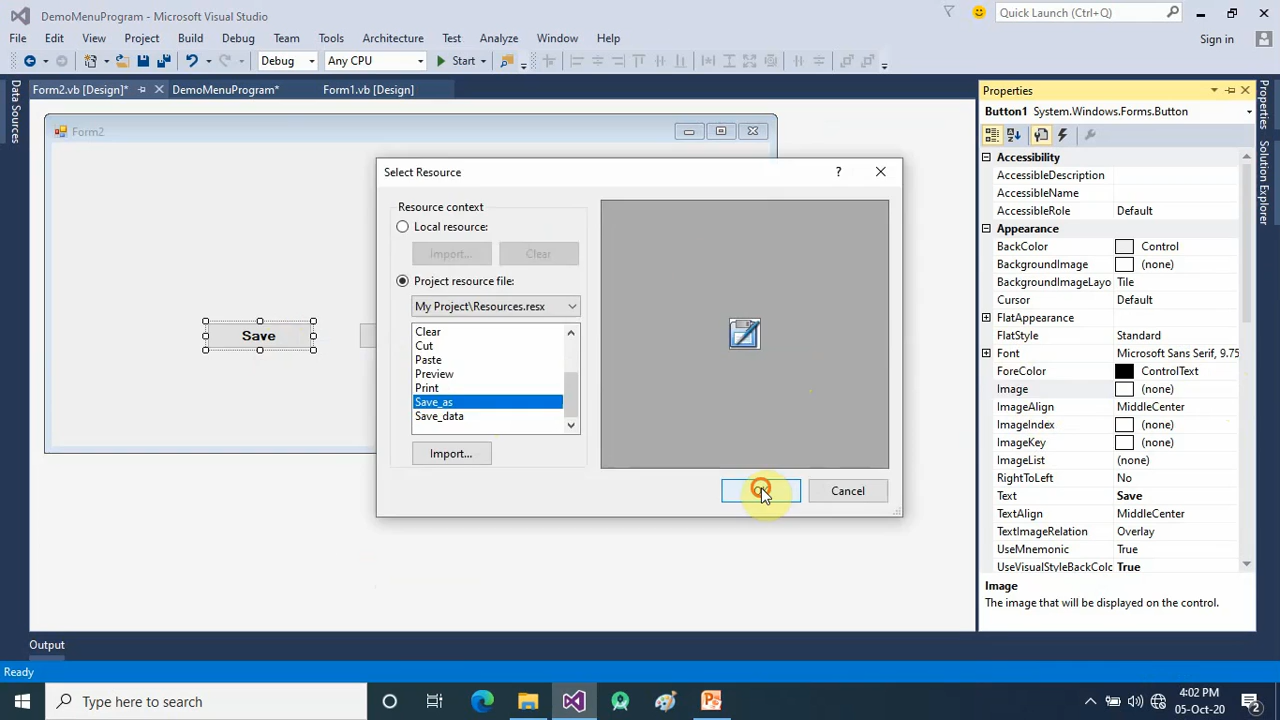 DemoMenuProgram - Microsoft Visual Studio
Quick Launch (Ctrl+Q)
File Edit View Project Build Debug Team Tools Architecture Test Analyze Window Help
Sign in
Debug Any CPU Start
Data Sources
Form2.vb [Design]* DemoMenuProgram* Form1.vb [Design]
Form2
Save
Select Resource
?
Resource context
Local resource:
Import... Clear
Project resource file:
My Project\Resources.resx
Clear
Cut
Paste
Preview
Print
Save_as
Save_data
Import...
Cancel
Properties
Button1 System.Windows.Forms.Button
Accessibility
AccessibleDescription
AccessibleName
AccessibleRole Default
Appearance
BackColor Control
BackgroundImage (none)
BackgroundImageLayo Tile
Cursor Default
FlatAppearance
FlatStyle Standard
Font Microsoft Sans Serif, 9.75
ForeColor ControlText
Image (none)
ImageAlign MiddleCenter
ImageIndex (none)
ImageKey (none)
ImageList (none)
RightToLeft No
Text Save
TextAlign MiddleCenter
TextImageRelation Overlay
UseMnemonic True
UseVisualStyleBackColc True
Image
The image that will be displayed on the control.
Properties
Solution Explorer
Output
Ready
Type here to search
4:02 PM
05-Oct-20
2